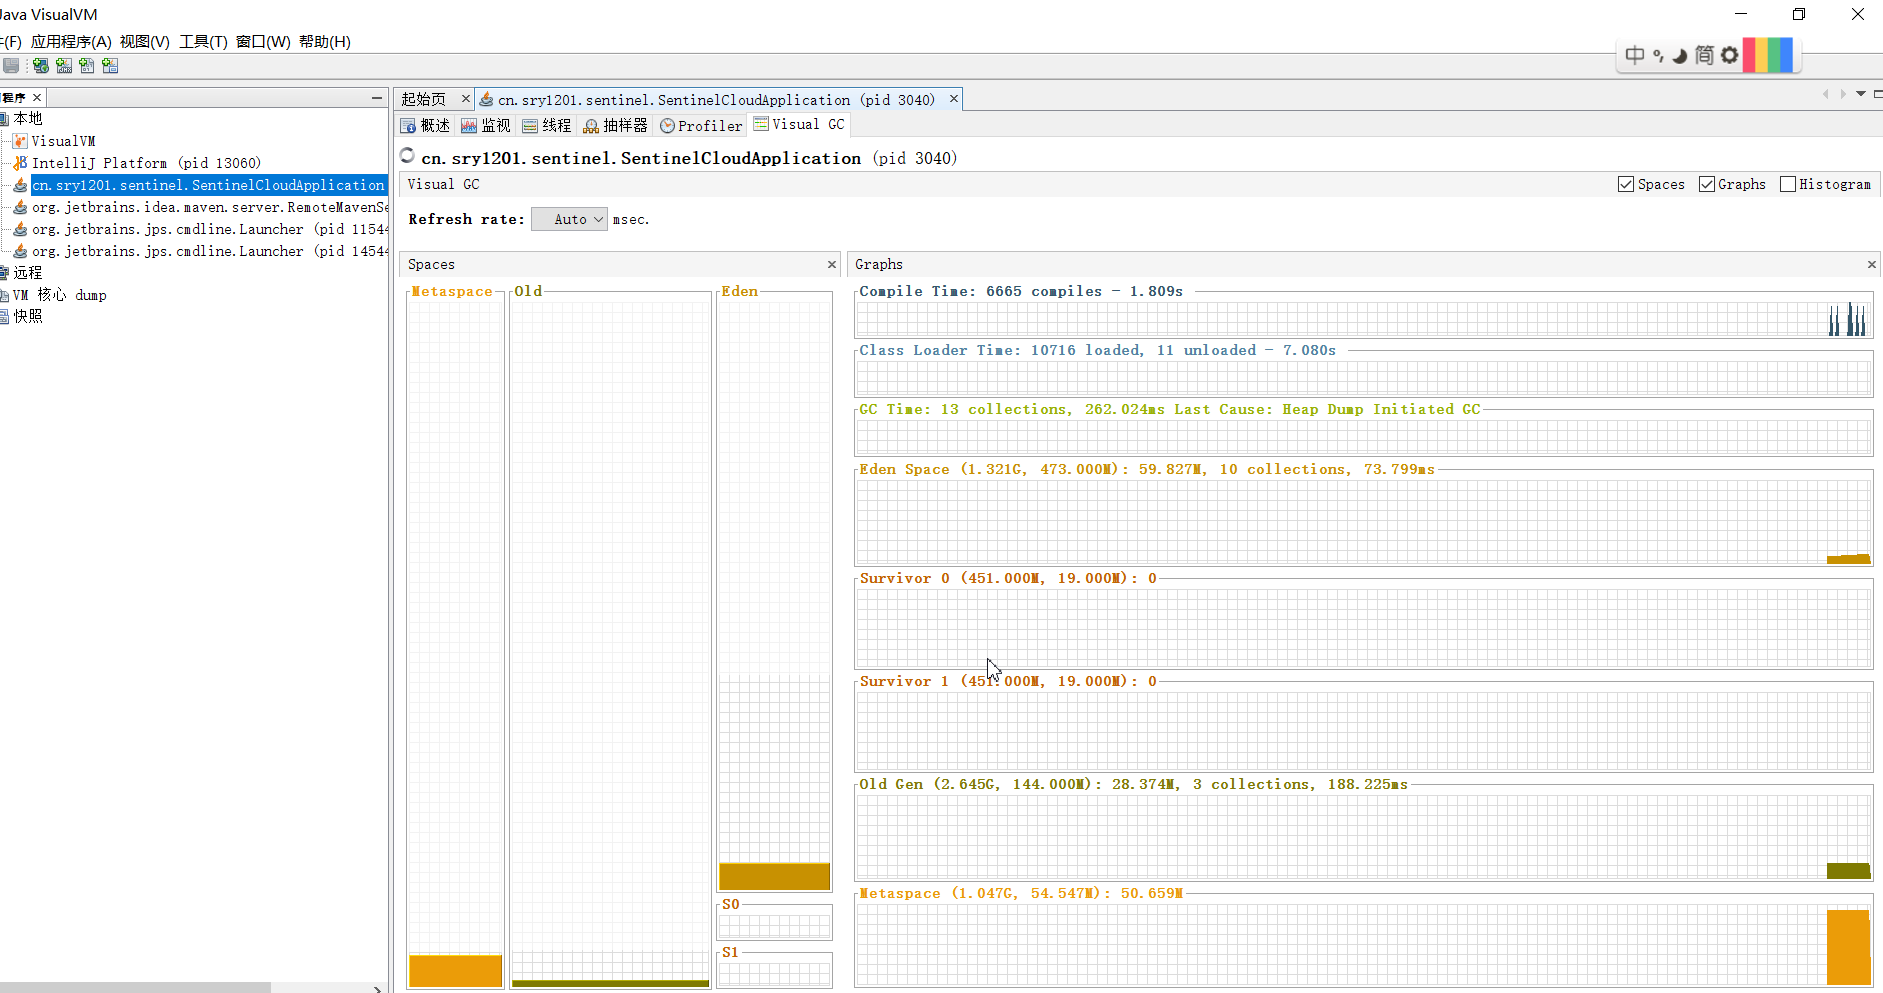 Java VisualVM
(F) 应用程序(A) 视图(V) 工具(T) 窗口(W) 帮助(H)
中 °, 简
程序
本地
VisualVM
IntelliJ Platform (pid 13060)
cn.sry1201.sentinel.SentinelCloudApplication
org.jetbrains.idea.maven.server.RemoteMavenSe
org.jetbrains.jps.cmdline.Launcher (pid 11544
org.jetbrains.jps.cmdline.Launcher (pid 14544
远程
VM 核心 dump
快照
起始页 cn.sry1201.sentinel.SentinelCloudApplication (pid 3040)
概述 监视 线程 抽样器 Profiler Visual GC
cn.sry1201.sentinel.SentinelCloudApplication (pid 3040)
Visual GC Spaces Graphs Histogram
Refresh rate: Auto msec.
Spaces
Metaspace Old Eden
S0
S1
Graphs
Compile Time: 6665 compiles - 1.809s
Class Loader Time: 10716 loaded, 11 unloaded - 7.080s
GC Time: 13 collections, 262.024ms Last Cause: Heap Dump Initiated GC
Eden Space (1.321G, 473.000M): 59.827M, 10 collections, 73.799ms
Survivor 0 (451.000M, 19.000M): 0
Survivor 1 (451.000M, 19.000M): 0
Old Gen (2.645G, 144.000M): 28.374M, 3 collections, 188.225ms
Metaspace (1.047G, 54.547M): 50.659M